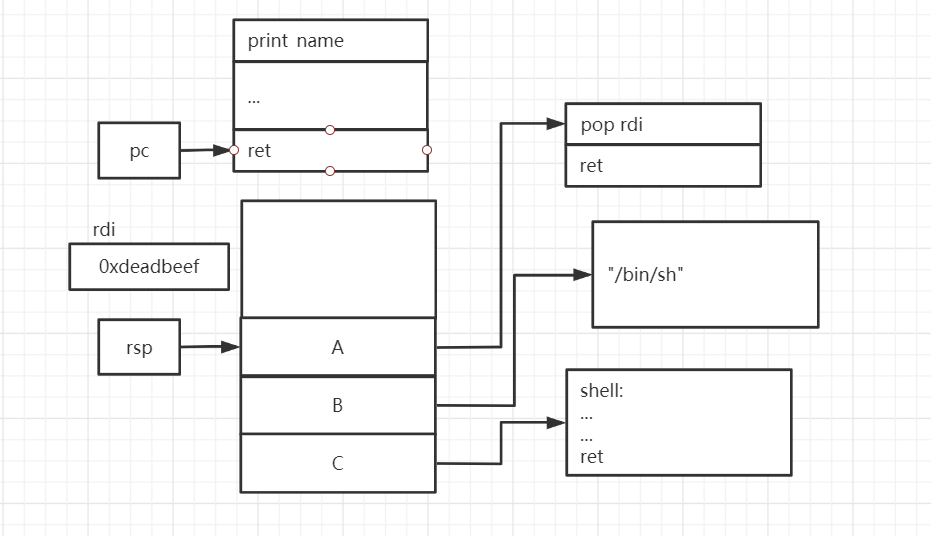 print name
...
pc
ret
pop rdi
ret
rdi
0xdeadbeef
"/bin/sh"
rsp
A
B
C
shell:
...
...
ret